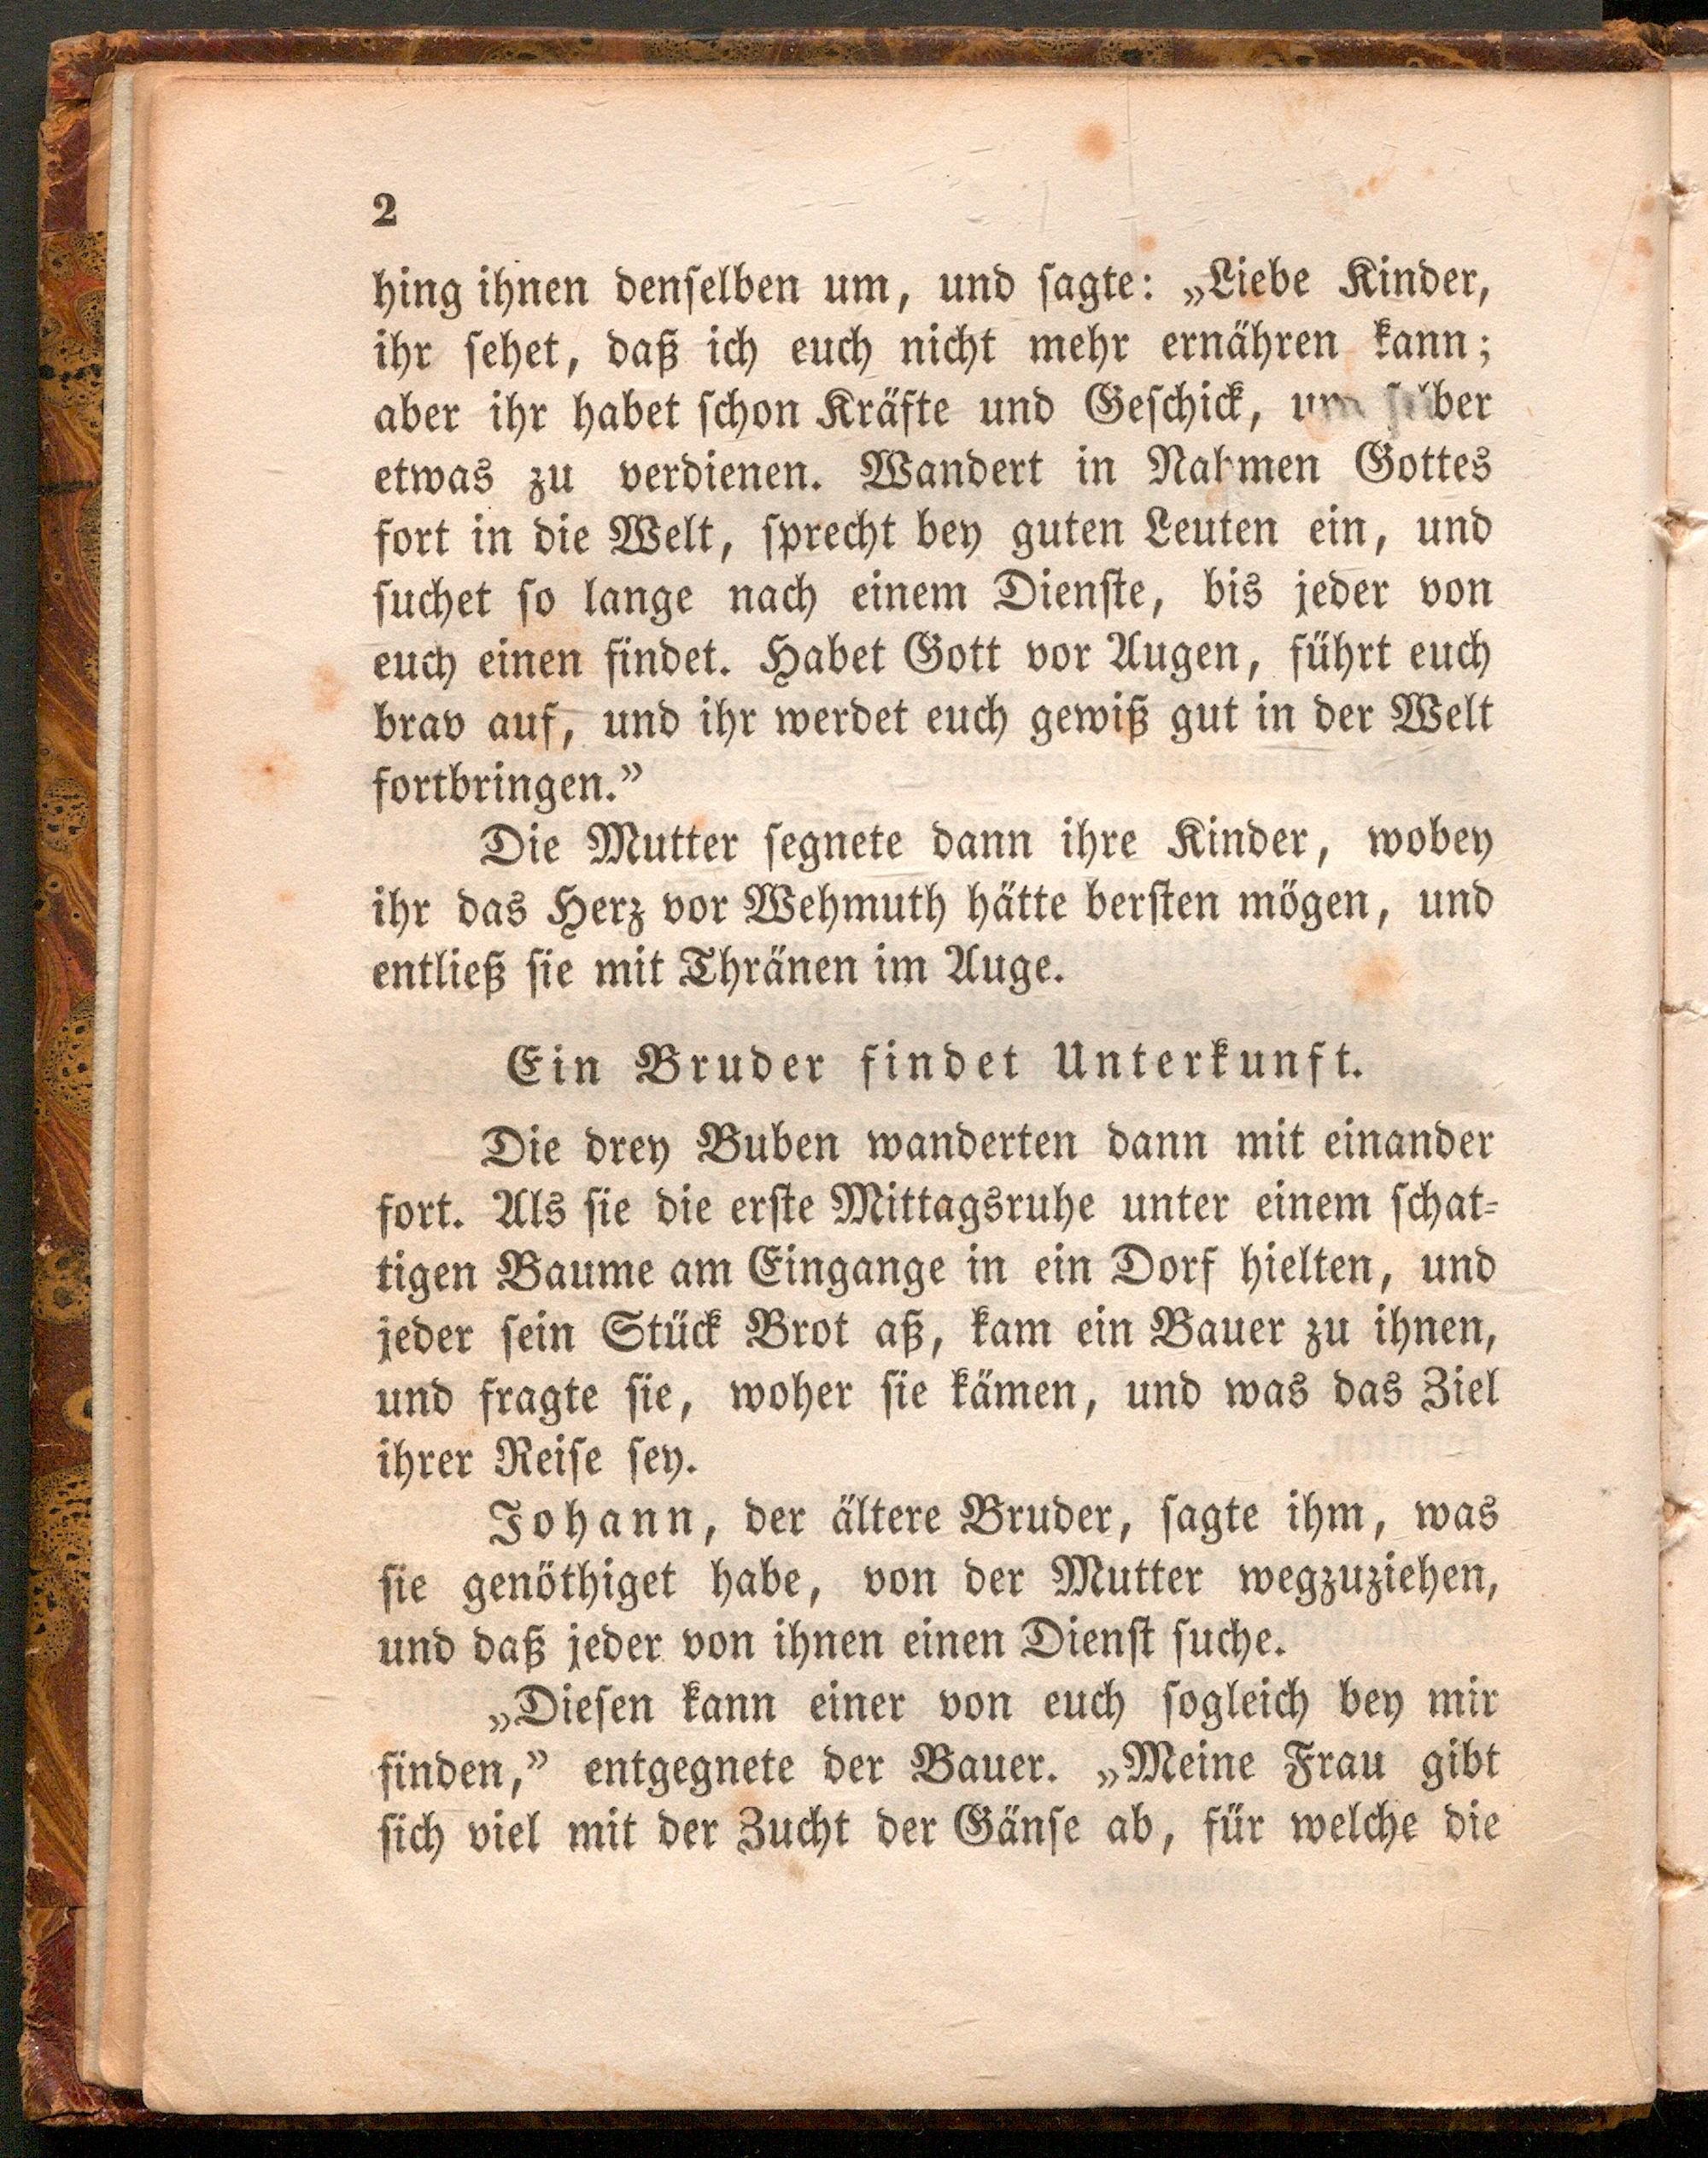 2
hing ihnen denselben um, und sagte: „Liebe Kinder,
ihr sehet, daß ich euch nicht mehr ernähren kann;
aber ihr habet schon Kräfte und Geschick, um selber
etwas zu verdienen. Wandert in Nahmen Gottes
fort in die Welt, sprecht bey guten Leuten ein, und
suchet so lange nach einem Dienste, bis jeder von
euch einen findet. Habet Gott vor Augen, führt euch
brav auf, und ihr werdet euch gewiß gut in der Welt
fortbringen.”
Die Mutter segnete dann ihre Kinder, wobey
ihr das Herz vor Wehmuth hätte bersten mögen, und
entließ sie mit Thränen im Auge.
Ein Bruder findet Unterkunft.
Die drey Buben wanderten dann mit einander
fort. Als sie die erste Mittagsruhe unter einem schat-
tigen Baume am Eingange in ein Dorf hielten, und
jeder sein Stück Brot aß, kam ein Bauer zu ihnen,
und fragte sie, woher sie kämen, und was das Ziel
ihrer Reise sey.
Johann, der ältere Bruder, sagte ihm, was
sie genöthiget habe, von der Mutter wegzuziehen,
und daß jeder von ihnen einen Dienst suche.
„Diesen kann einer von euch sogleich bey mir
finden,” entgegnete der Bauer. „Meine Frau gibt
sich viel mit der Zucht der Gänse ab, für welche die